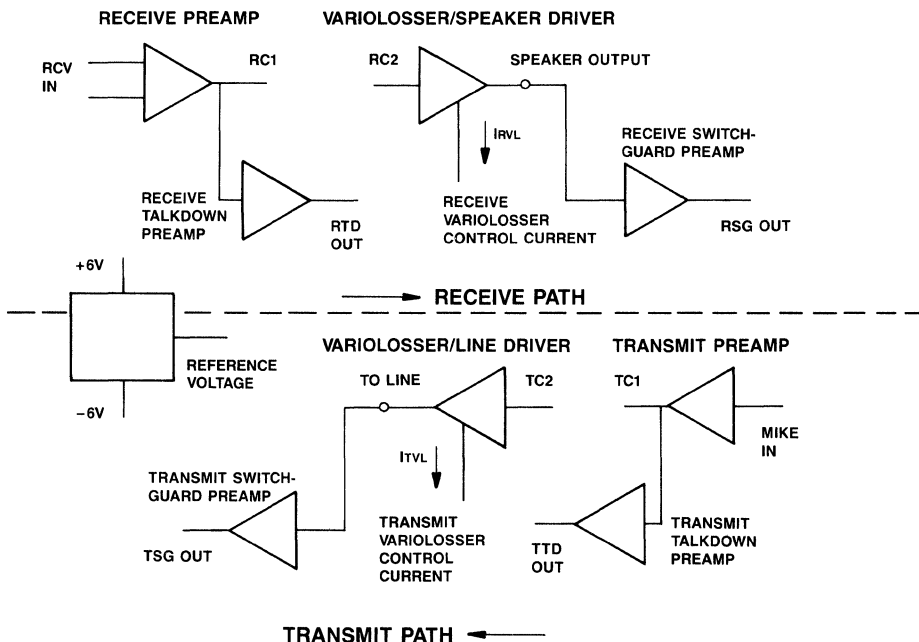 RECEIVE PREAMP
VARIOLOSSER/SPEAKER DRIVER
RCV
IN
RC1
RC2
SPEAKER OUTPUT
IRVL
RECEIVE SWITCH-
GUARD PREAMP
RECEIVE
TALKDOWN
PREAMP
RTD
OUT
RECEIVE
VARIOLOSSER
CONTROL CURRENT
RSG OUT
+6V
RECEIVE PATH
REFERENCE
VOLTAGE
−6V
VARIOLOSSER/LINE DRIVER
TRANSMIT PREAMP
TO LINE
TC2
TC1
MIKE
IN
ITVL
TRANSMIT SWITCH-
GUARD PREAMP
TSG OUT
TRANSMIT
VARIOLOSSER
CONTROL
CURRENT
TTD
OUT
TRANSMIT
TALKDOWN
PREAMP
TRANSMIT PATH